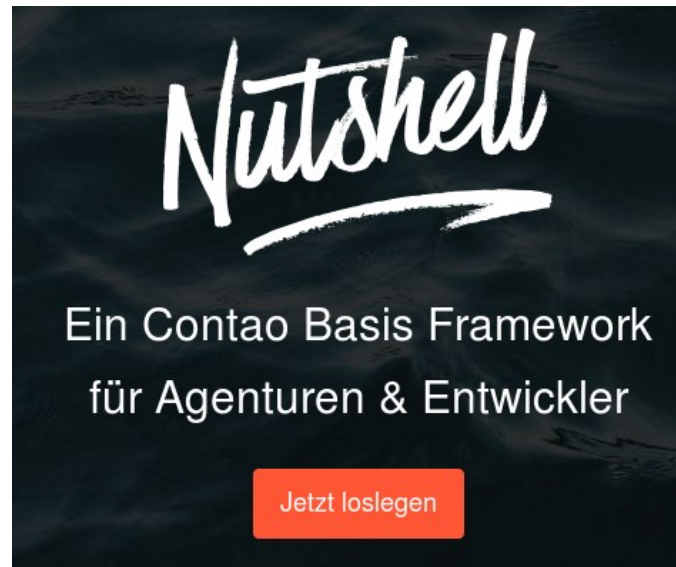 Nutshell
Ein Contao Basis Framework
für Agenturen & Entwickler
Jetzt loslegen